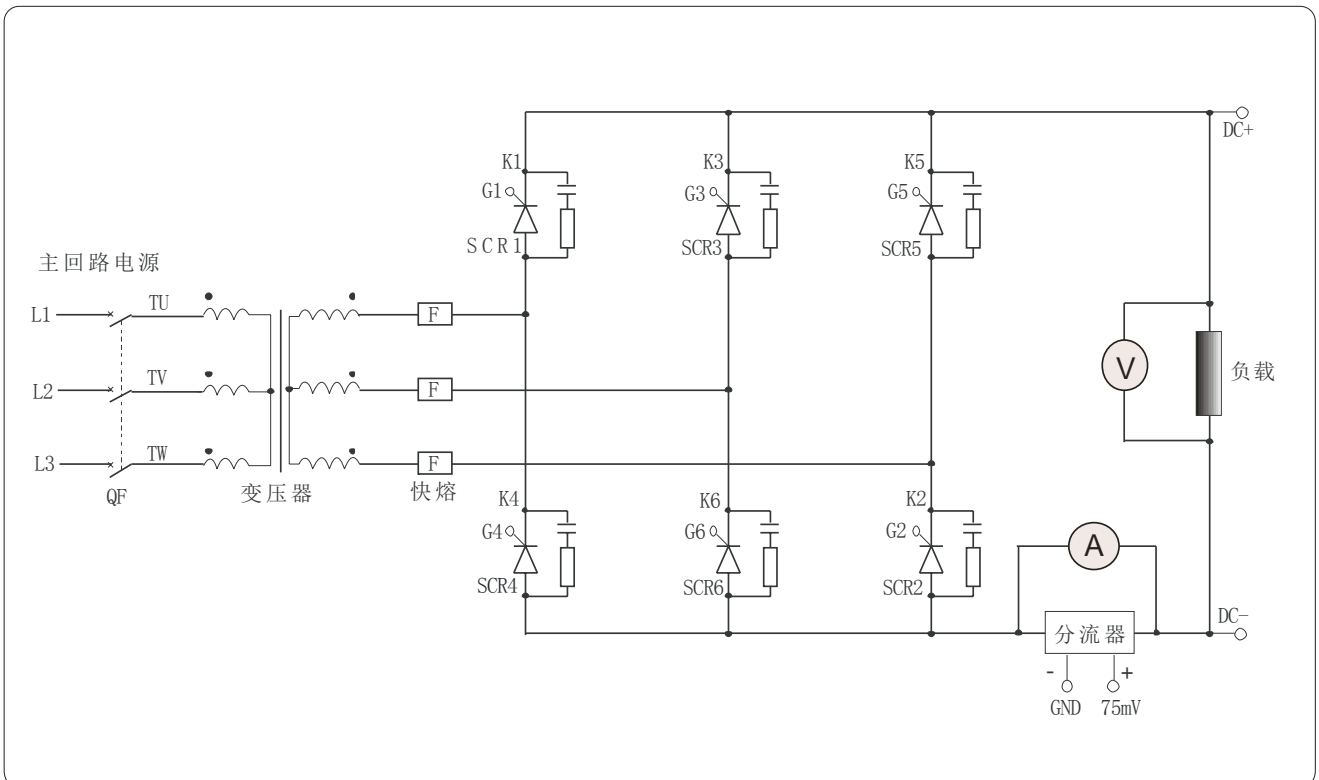 DC+
K1
K3
K5
G1
G3
G5
SCR1
SCR3
SCR5
主回路电源
L1
TU
F
L2
TV
F
V
负载
L3
TW
F
QF
变压器
快熔
K4
K6
K2
G4
G6
G2
A
SCR4
SCR6
SCR2
DC-
分流器
-
+
GND
75mV